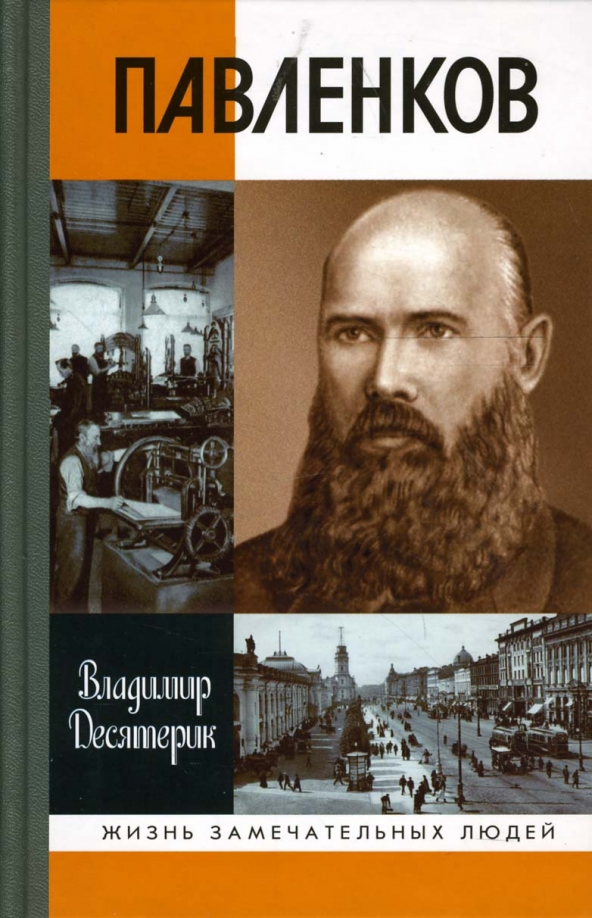 ПАВЛЕНКОВ
Владимир
Десятерик
ЖИЗНЬ ЗАМЕЧАТЕЛЬНЫХ ЛЮДЕЙ